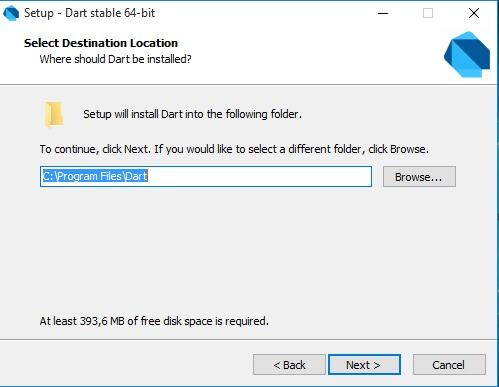 Setup - Dart stable 64-bit
Select Destination Location
Where should Dart be installed?
Setup will install Dart into the following folder.
To continue, click Next. If you would like to select a different folder, click Browse.
C:\Program Files\Dart
Browse...
At least 393,6 MB of free disk space is required.
< Back
Next >
Cancel